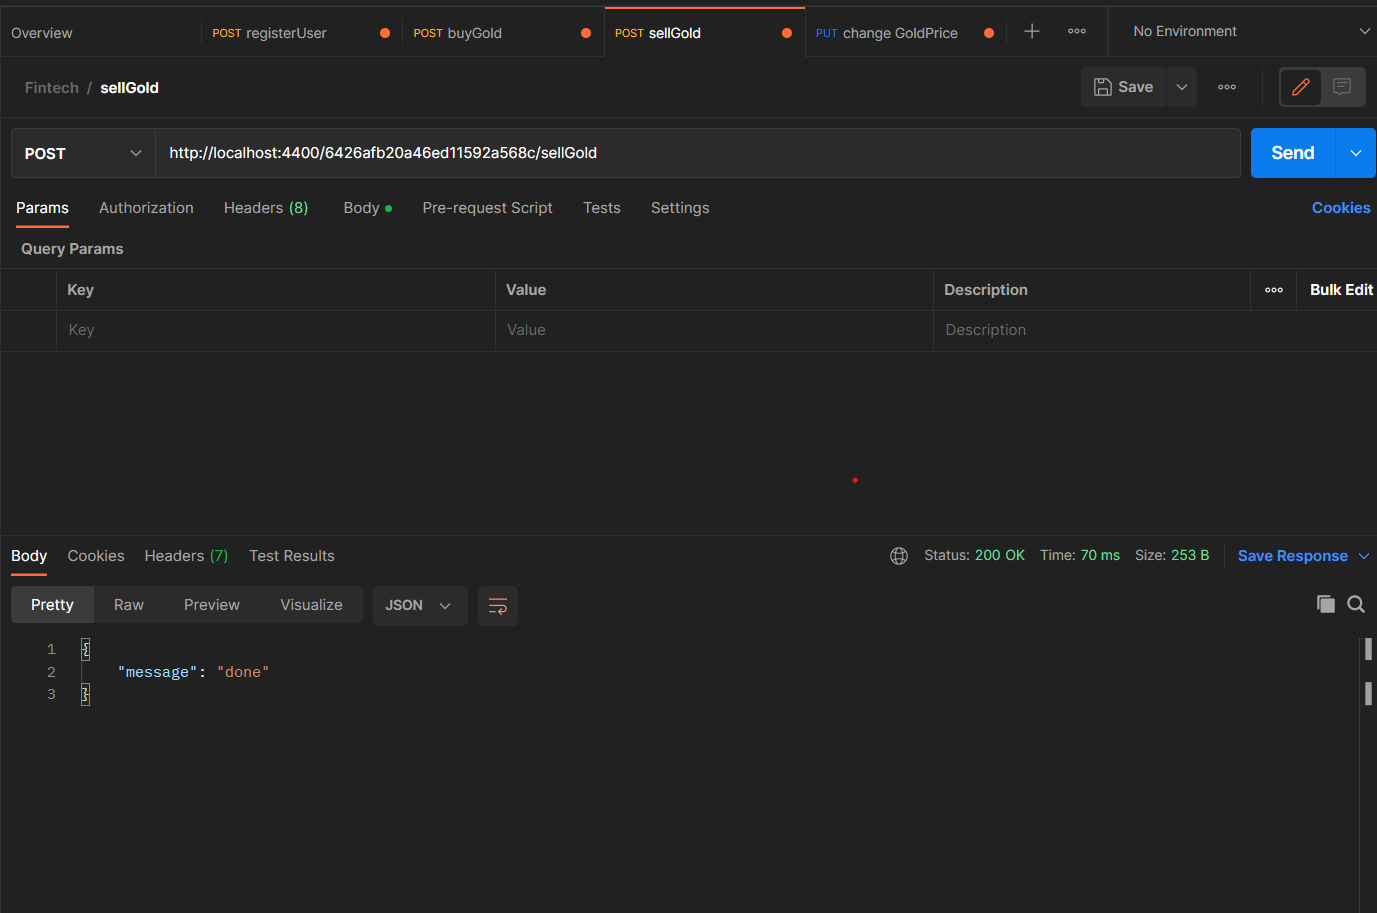 Overview POST registerUser POST buyGold POST sellGold PUT change GoldPrice No Environment
Fintech / sellGold Save
POST http://localhost:4400/6426afb20a46ed11592a568c/sellGold Send
Params Authorization Headers (8) Body Pre-request Script Tests Settings Cookies
Query Params
Key Value Description Bulk Edit
Key Value Description
Body Cookies Headers (7) Test Results Status: 200 OK Time: 70 ms Size: 253 B Save Response
Pretty Raw Preview Visualize JSON
1 {
2 "message": "done"
3 }